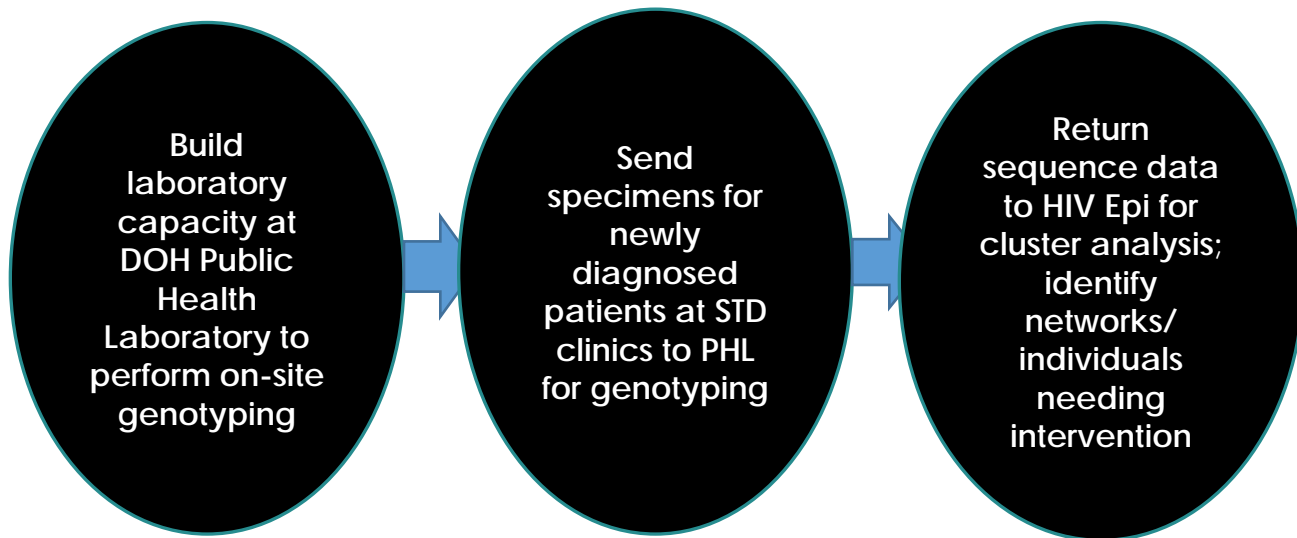 Build
laboratory
capacity at
DOH Public
Health
Laboratory to
perform on-site
genotyping
Send
specimens for
newly
diagnosed
patients at STD
clinics to PHL
for genotyping
Return
sequence data
to HIV Epi for
cluster analysis;
identify
networks/
individuals
needing
intervention